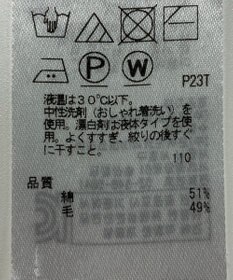 P
W
P23T
液温は30℃以下。
中性洗剤（おしゃれ着洗い）を
使用。漂白剤は液体タイプを使
用。よくすすぎ、絞りの後すぐ
に干すこと。
110
品質
綿 51%
毛 49%